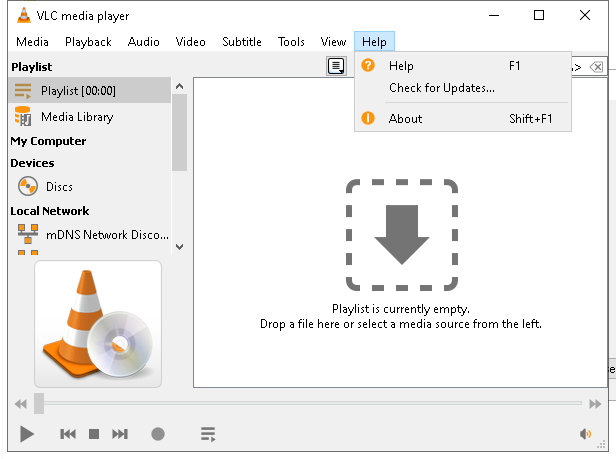 VLC media player
Media Playback Audio Video Subtitle Tools View Help
Playlist
Playlist [00:00]
Media Library
My Computer
Devices
Discs
Local Network
mDNS Network Disco...
Help F1
Check for Updates...
About Shift+F1
Playlist is currently empty.
Drop a file here or select a media source from the left.